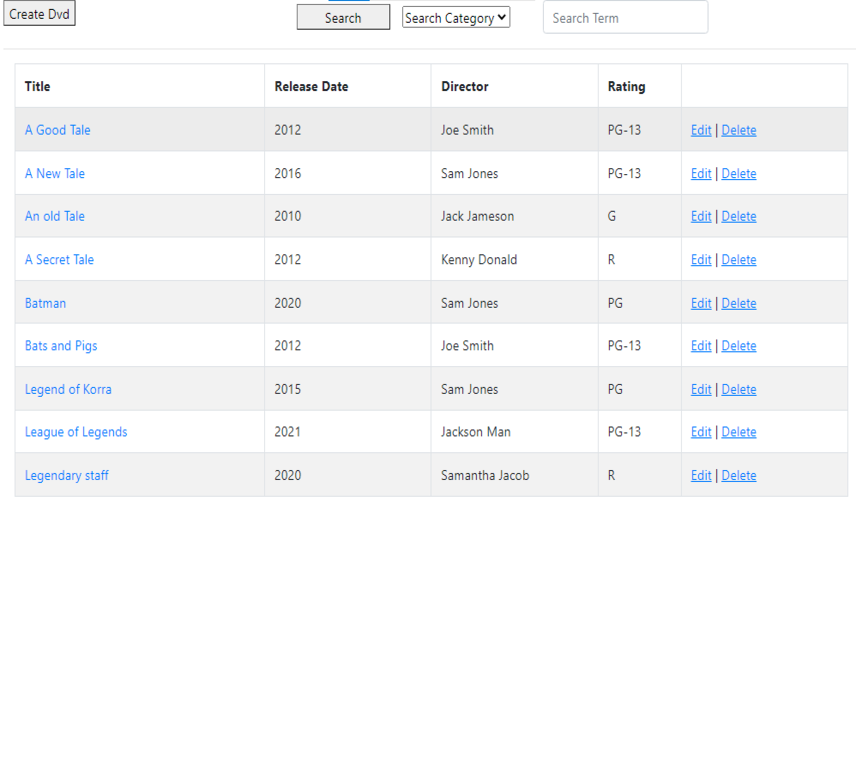 Create Dvd Search Search Category Search Term
Title Release Date Director Rating
A Good Tale 2012 Joe Smith PG-13 Edit | Delete
A New Tale 2016 Sam Jones PG-13 Edit | Delete
An old Tale 2010 Jack Jameson G Edit | Delete
A Secret Tale 2012 Kenny Donald R Edit | Delete
Batman 2020 Sam Jones PG Edit | Delete
Bats and Pigs 2012 Joe Smith PG-13 Edit | Delete
Legend of Korra 2015 Sam Jones PG Edit | Delete
League of Legends 2021 Jackson Man PG-13 Edit | Delete
Legendary staff 2020 Samantha Jacob R Edit | Delete